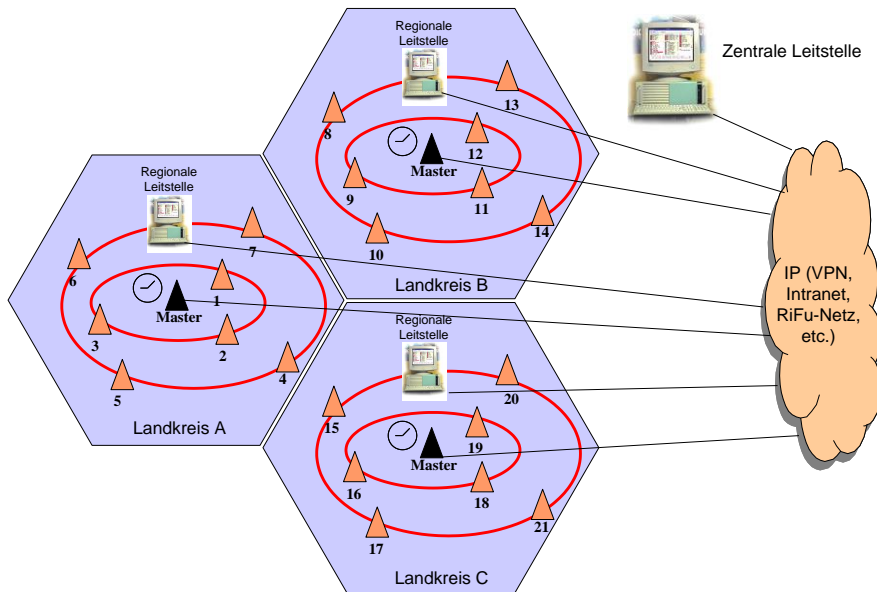 Regionale
Leitstelle
13
8
12
Master
9
11
14
10
Landkreis B
Zentrale Leitstelle
Regionale
Leitstelle
7
6
1
Master
3
2
4
5
Landkreis A
IP (VPN,
Intranet,
RiFu-Netz,
etc.)
Regionale
Leitstelle
20
15
19
Master
16
18
21
17
Landkreis C